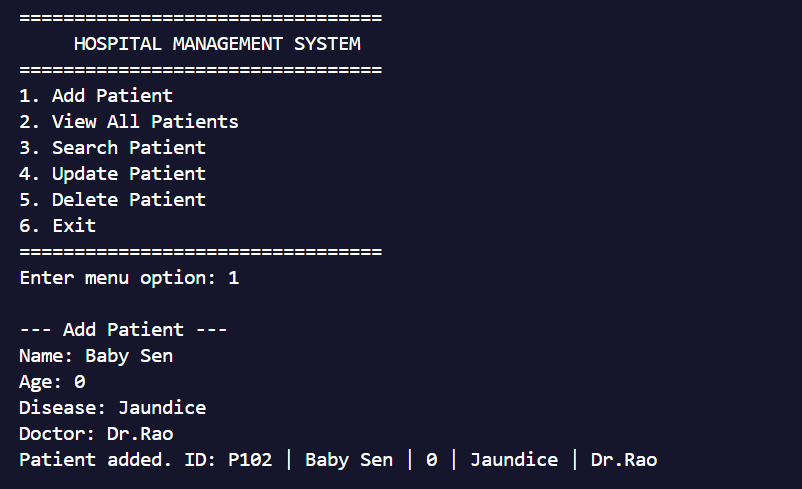 =================================
HOSPITAL MANAGEMENT SYSTEM
=================================
1. Add Patient
2. View All Patients
3. Search Patient
4. Update Patient
5. Delete Patient
6. Exit
=================================
Enter menu option: 1
--- Add Patient ---
Name: Baby Sen
Age: 0
Disease: Jaundice
Doctor: Dr.Rao
Patient added. ID: P102 | Baby Sen | 0 | Jaundice | Dr.Rao